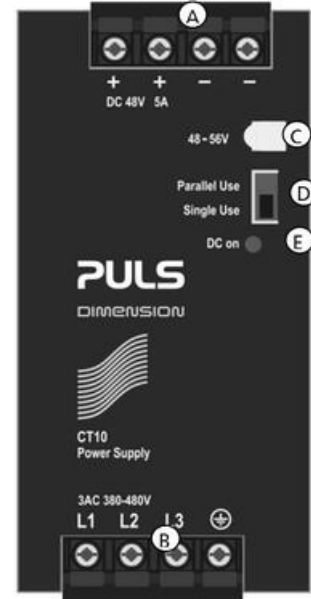 A
+ + − −
DC 48V 5A
48-56V
C
Parallel Use
D
Single Use
DC on
E
PULS
DIMENSION
CT10
Power Supply
3AC 380-480V
L1 L2 L3
B